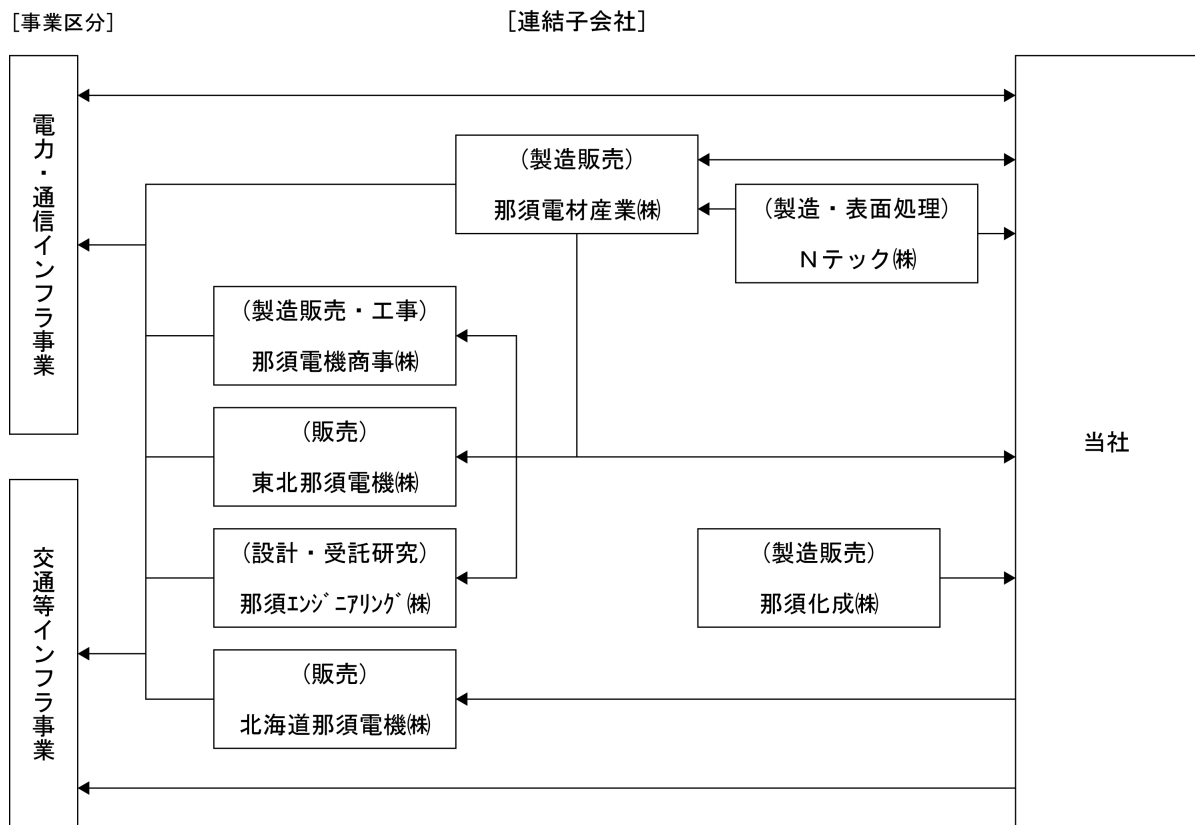 ［事業区分］
［連結子会社］
電力・通信インフラ事業
（製造販売）
那須電材産業㈱
（製造・表面処理）
Ｎテック㈱
（製造販売・工事）
那須電機商事㈱
（販売）
東北那須電機㈱
当社
（設計・受託研究）
那須ｴﾝｼﾞﾆｱﾘﾝｸﾞ㈱
（製造販売）
那須化成㈱
交通等インフラ事業
（販売）
北海道那須電機㈱